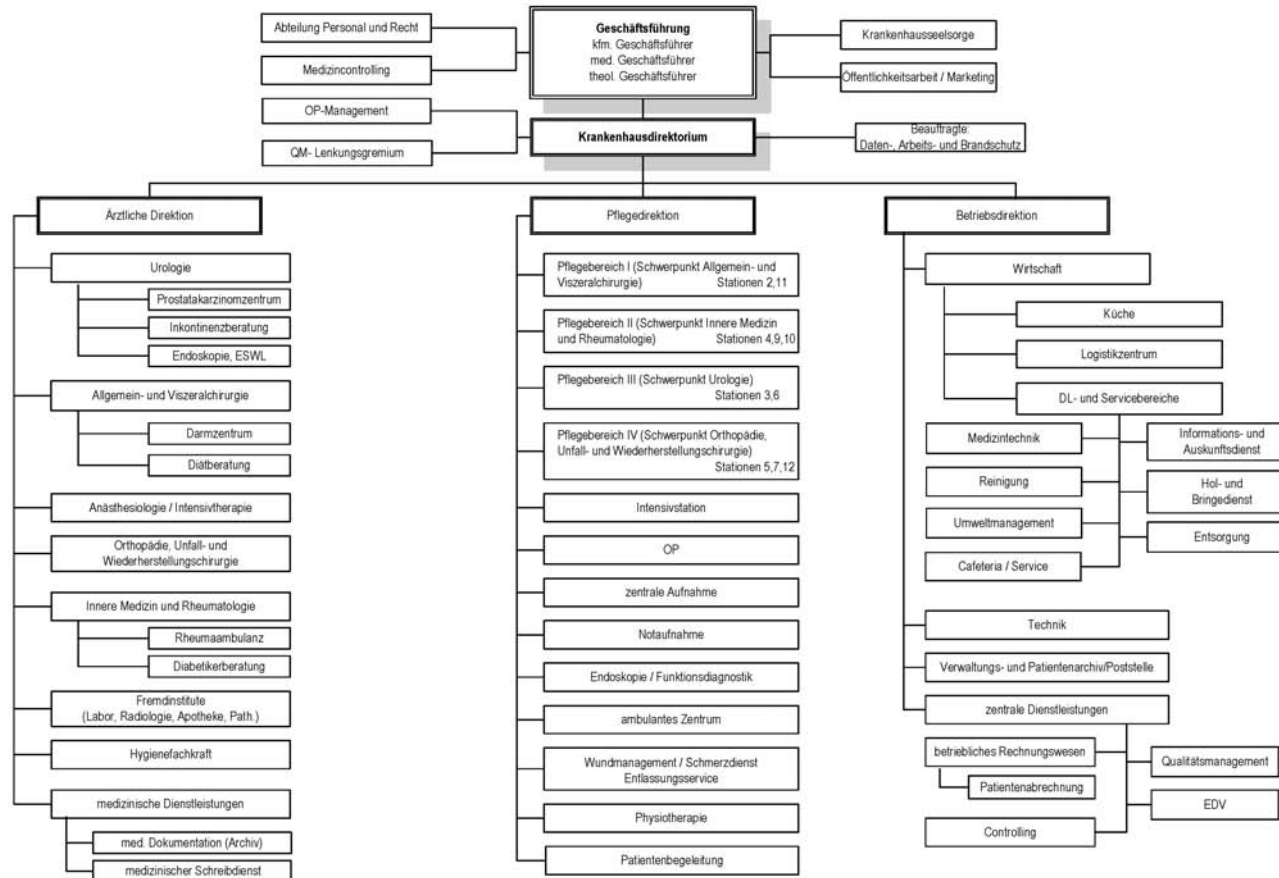 Abteilung Personal und Recht
Medizincontrolling
OP-Management
QM- Lenkungsgremium
Geschäftsführung
kfm. Geschäftsführer
med. Geschäftsführer
theol. Geschäftsführer
Krankenhausdirektorium
Krankenhausseelsorge
Öffentlichkeitsarbeit / Marketing
Beauftragte:
Daten-, Arbeits- und Brandschutz
Ärztliche Direktion
Urologie
Prostatakarzinomzentrum
Inkontinenzberatung
Endoskopie, ESWL
Allgemein- und Viszeralchirurgie
Darmzentrum
Diätberatung
Anästhesiologie / Intensivtherapie
Orthopädie, Unfall- und
Wiederherstellungschirurgie
Innere Medizin und Rheumatologie
Rheumaambulanz
Diabetikerberatung
Fremdinstitute
(Labor, Radiologie, Apotheke, Path.)
Hygienefachkraft
medizinische Dienstleistungen
med. Dokumentation (Archiv)
medizinischer Schreibdienst
Pflegedirektion
Pflegebereich I (Schwerpunkt Allgemein- und
Viszeralchirurgie) Stationen 2,11
Pflegebereich II (Schwerpunkt Innere Medizin
und Rheumatologie) Stationen 4,9,10
Pflegebereich III (Schwerpunkt Urologie)
Stationen 3,6
Pflegebereich IV (Schwerpunkt Orthopädie,
Unfall- und Wiederherstellungschirurgie)
Stationen 5,7,12
Intensivstation
OP
zentrale Aufnahme
Notaufnahme
Endoskopie / Funktionsdiagnostik
ambulantes Zentrum
Wundmanagement / Schmerzdienst
Entlassungsservice
Physiotherapie
Patientenbegeleitung
Betriebsdirektion
Wirtschaft
Küche
Logistikzentrum
DL- und Servicebereiche
Medizintechnik
Reinigung
Umweltmanagement
Cafeteria / Service
Informations- und
Auskunftsdienst
Hol- und
Bringedienst
Entsorgung
Technik
Verwaltungs- und Patientenarchiv/Poststelle
zentrale Dienstleistungen
betriebliches Rechnungswesen
Patientenabrechnung
Controlling
Qualitätsmanagement
EDV